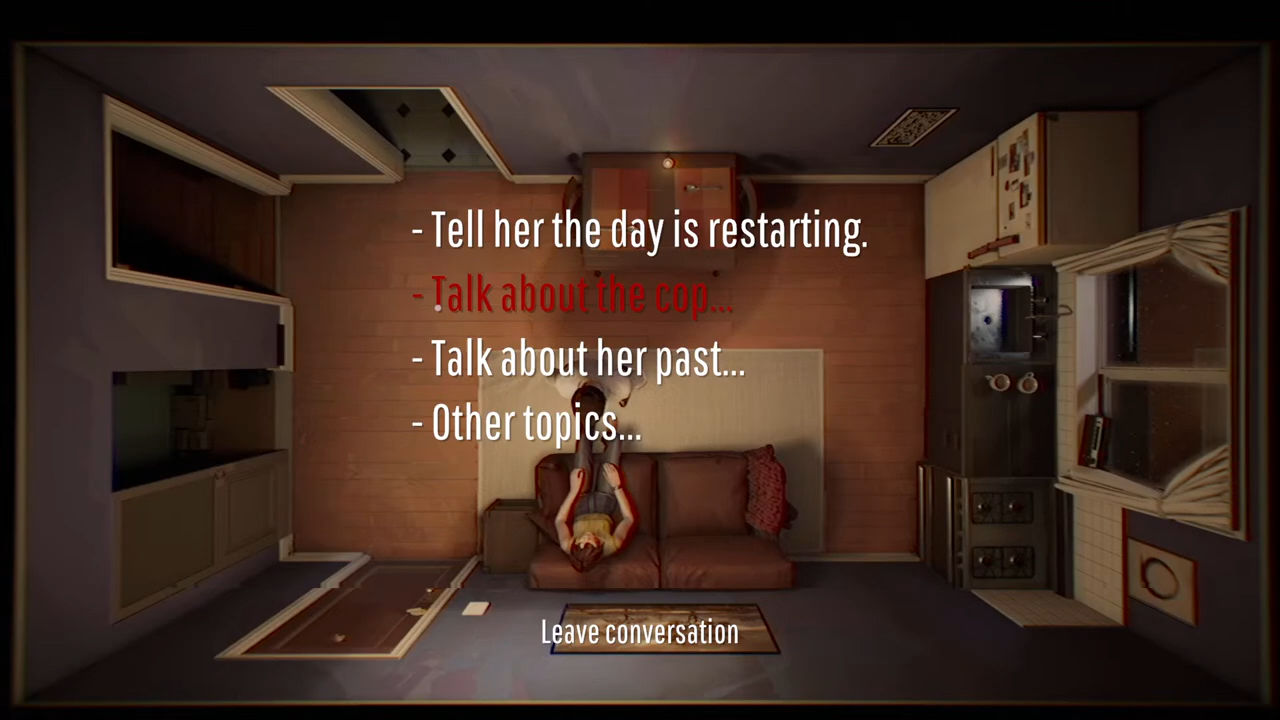 - Tell her the day is restarting.
- Talk about the cop...
- Talk about her past...
- Other topics...
Leave conversation